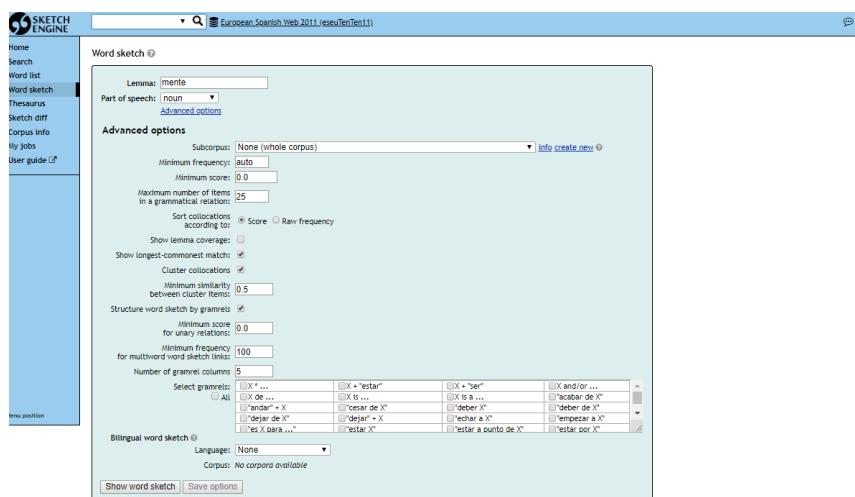 SKETCH
ENGINE
European Spanish Web 2011 (eseuTenTen11)
Home
Search
Word list
Word sketch
Thesaurus
Sketch diff
Corpus info
My jobs
User guide
Menu position
Word sketch
Lemma: mente
Part of speech: noun
Advanced options
Advanced options
Subcorpus: None (whole corpus) info create new
Minimum frequency: auto
Minimum score: 0.0
Maximum number of items
in a grammatical relation: 25
Sort collocations
according to: Score Raw frequency
Show lemma coverage:
Show longest-commonest match:
Cluster collocations
Minimum similarity
between cluster items: 0.5
Structure word sketch by gramrels
Minimum score
for unary relations: 0.0
Minimum frequency
for multiword word sketch links: 100
Number of gramrel columns 5
Select gramrels: X * ... X + "estar" X + "ser" X and/or ...
All X de ... X is ... X is a ... "acabar de X"
"andar" + X "cesar de X" "deber X" "deber de X"
"dejar de X" "dejar" + X "echar a X" "empezar a X"
"es X para ..." "estar X" "estar a punto de X" "estar por X"
Bilingual word sketch
Language: None
Corpus: No corpora available
Show word sketch Save options